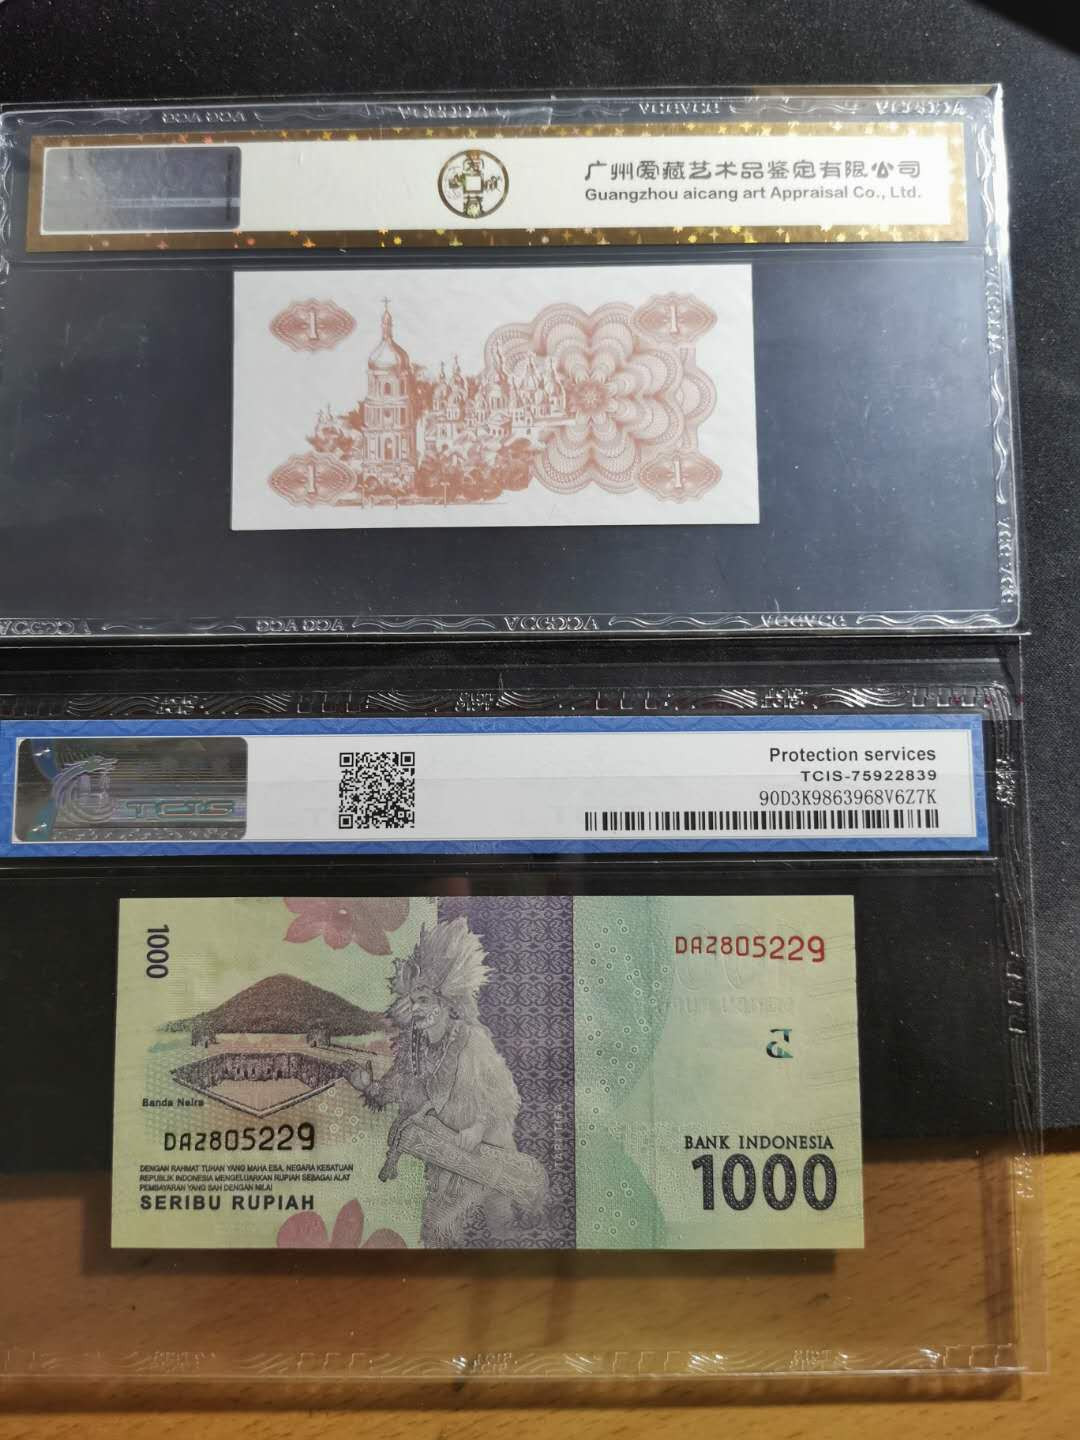 广州爱藏艺术品鉴定有限公司
Guangzhou aicang art Appraisal Co., Ltd.
1
1
1
1
TCIS
Protection services
TCIS-75922839
90D3K9863968V6Z7K
1000
DAZ805229
Banda Neira
DAZ805229
DENGAN RAHMAT TUHAN YANG MAHA ESA, NEGARA KESATUAN
REPUBLIK INDONESIA MENGELUARKAN RUPIAH SEBAGAI ALAT
PEMBAYARAN YANG SAH DENGAN NILAI
SERIBU RUPIAH
BANK INDONESIA
1000